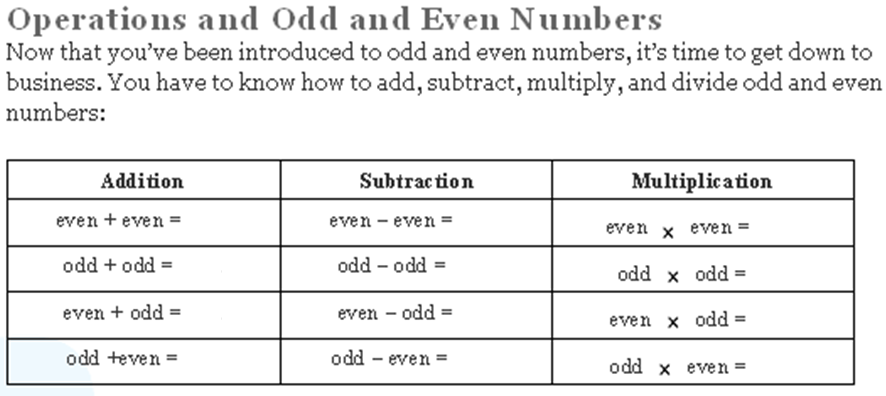 Operations and Odd and Even Numbers
Now that you’ve been introduced to odd and even numbers, it’s time to get down to
business. You have to know how to add, subtract, multiply, and divide odd and even
numbers:
Addition Subtraction Multiplication
even + even = even – even = even x even =
odd + odd = odd – odd = odd x odd =
even + odd = even – odd = even x odd =
odd +even = odd – even = odd x even =